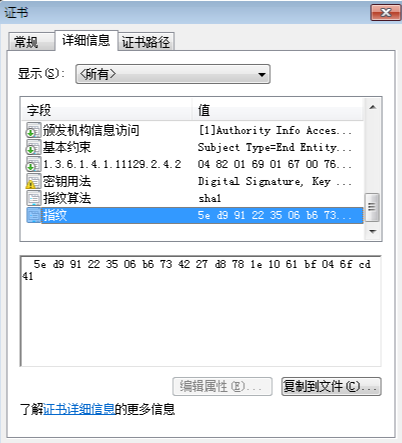 证书
常规 详细信息 证书路径
显示(S): <所有>
字段 值
颁发机构信息访问 [1]Authority Info Acces...
基本约束 Subject Type=End Entity...
1.3.6.1.4.1.11129.2.4.2 04 82 01 69 01 67 00 76...
密钥用法 Digital Signature, Key ...
指纹算法 sha1
指纹 5e d9 91 22 35 06 b6 73...
5e d9 91 22 35 06 b6 73 42 27 d8 78 1e 10 61 bf 04 6f cd
41
编辑属性(E)... 复制到文件(C)...
了解证书详细信息的更多信息